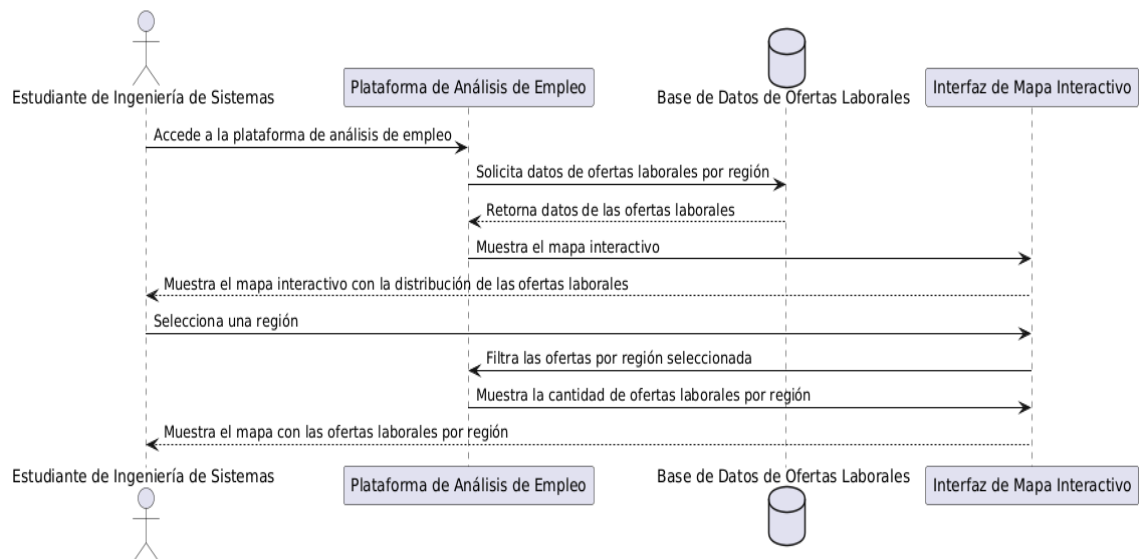 Estudiante de Ingeniería de Sistemas
Plataforma de Análisis de Empleo
Base de Datos de Ofertas Laborales
Interfaz de Mapa Interactivo
Accede a la plataforma de análisis de empleo
Solicita datos de ofertas laborales por región
Retorna datos de las ofertas laborales
Muestra el mapa interactivo
Muestra el mapa interactivo con la distribución de las ofertas laborales
Selecciona una región
Filtra las ofertas por región seleccionada
Muestra la cantidad de ofertas laborales por región
Muestra el mapa con las ofertas laborales por región
Estudiante de Ingeniería de Sistemas
Plataforma de Análisis de Empleo
Base de Datos de Ofertas Laborales
Interfaz de Mapa Interactivo